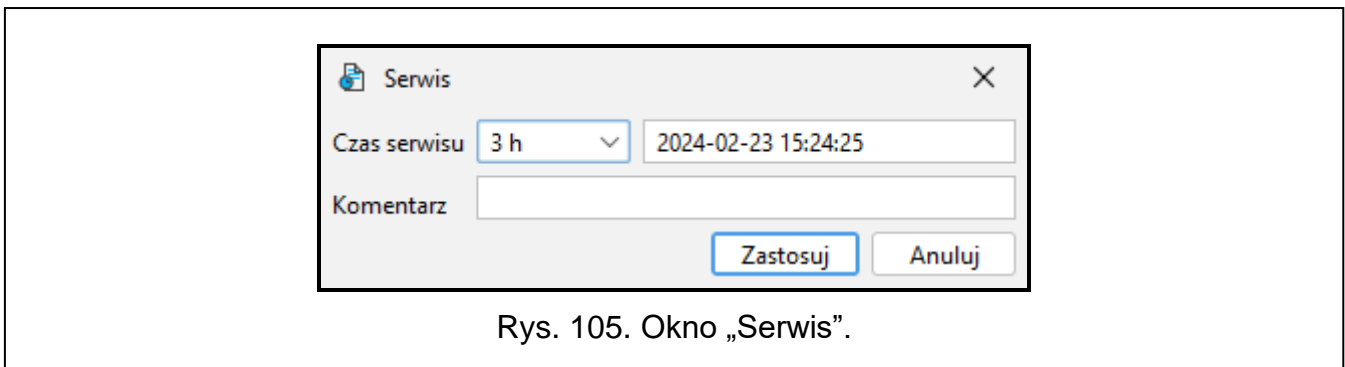 Serwis
Czas serwisu 3 h 2024-02-23 15:24:25
Komentarz
Zastosuj Anuluj
Rys. 105. Okno „Serwis”.